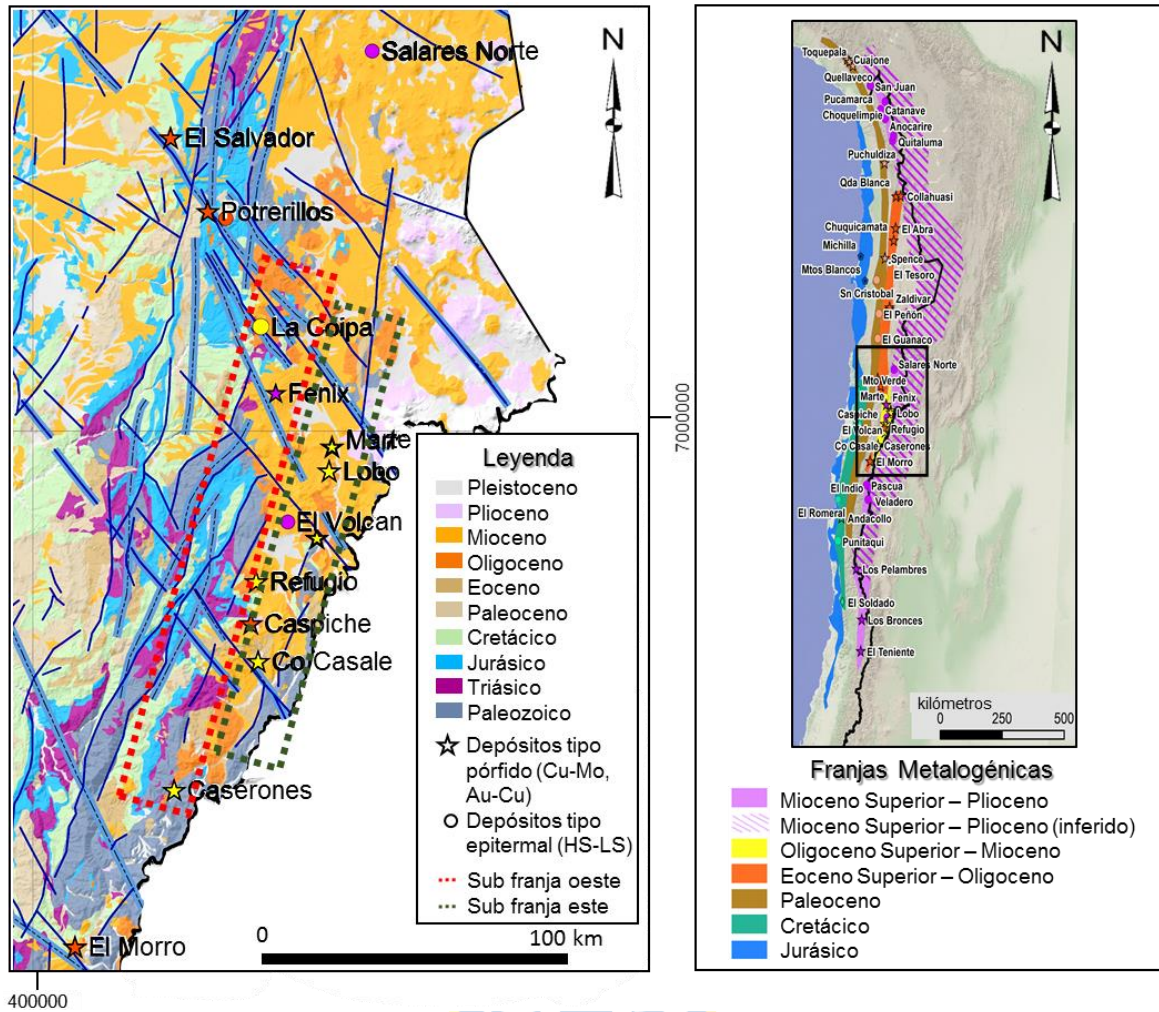 N
Salares Norte
El Salvador
Potrerillos
La Coipa
Fenix
Marte
Lobo
El Volcan
Refugio
Caspiche
Co Casale
Caserones
El Morro
Leyenda
Pleistoceno
Plioceno
Mioceno
Oligoceno
Eoceno
Paleoceno
Cretácico
Jurásico
Triásico
Paleozoico
Depósitos tipo
pórfido (Cu-Mo,
Au-Cu)
Depósitos tipo
epitermal (HS-LS)
Sub franja oeste
Sub franja este
0 100 km
400000
7000000
N
Toquepala
Cuajone
Quellaveco
San Juan
Pucamarca
Catanave
Choquelimpie
Anocarire
Quitaluma
Puchuldiza
Qda Blanca
Collahuasi
Chuquicamata
El Abra
Michilla
Spence
Mtos Blancos
El Tesoro
Sn Cristobal
Zaldivar
El Peñón
El Guanaco
Salares Norte
Mto Verde
Marte
Fenix
Caspiche
Lobo
El Volcan
Refugio
Co Casale
Caserones
El Morro
El Indio
Pascua
Veladero
El Romeral
Andacollo
Punitaqui
Los Pelambres
El Soldado
Los Bronces
El Teniente
kilómetros
0 250 500
Franjas Metalogénicas
Mioceno Superior – Plioceno
Mioceno Superior – Plioceno (inferido)
Oligoceno Superior – Mioceno
Eoceno Superior – Oligoceno
Paleoceno
Cretácico
Jurásico